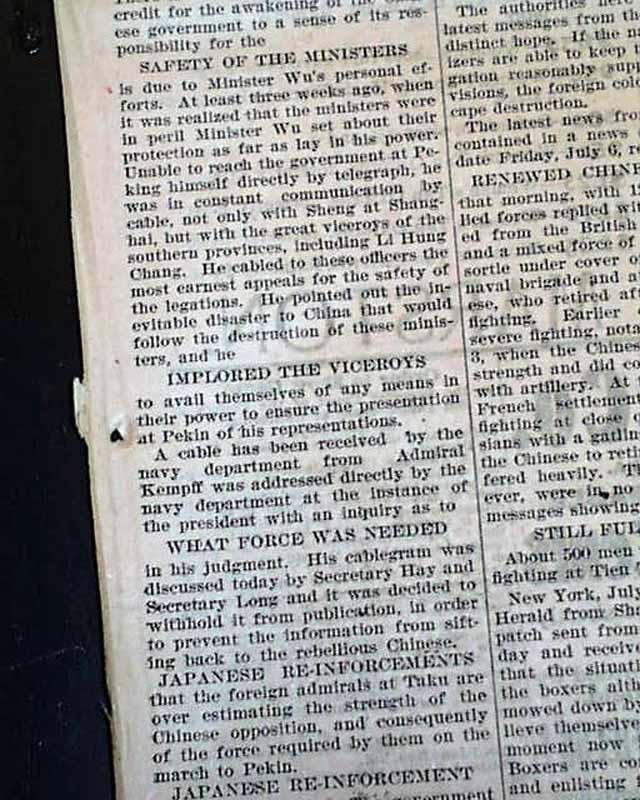 credit for the awakening of the
ese government to a sense of its res-
ponsibility for the
SAFETY OF THE MINISTERS
is due to Minister Wu's personal ef-
forts. At least three weeks ago, when
it was realized that the ministers were
in peril Minister Wu set about their
protection as far as lay in his power.
Unable to reach the government at Pe-
king himself directly by telegraph, he
was in constant communication by
cable, not only with Sheng at Shang-
hai, but with the great viceroys of the
southern provinces, including Li Hung
Chang. He cabled to these officers the
most earnest appeals for the safety of
the legations. He pointed out the in-
evitable disaster to China that would
follow the destruction of these minis-
ters, and he
IMPLORED THE VICEROYS
to avail themselves of any means in
their power to ensure the presentation
at Pekin of his representations.
A cable has been received by the
navy department from Admiral
Kempff was addressed directly by the
navy department at the instance of
the president with an inquiry as to
WHAT FORCE WAS NEEDED
in his judgment. His cablegram was
discussed today by Secretary Hay and
Secretary Long and it was decided to
withhold it from publication, in order
to prevent the information from sift-
ing back to the rebellious Chinese.
JAPANESE RE-INFORCEMENTS
that the foreign admirals at Taku are
over estimating the strength of the
Chinese opposition, and consequently
of the force required by them on the
march to Pekin.
JAPANESE RE-INFORCEMENT
The authorities here
latest messages from th
distinct hope. If the
izers are able to keep
gation reasonably supp
visions, the foreign colo
cape destruction.
The latest news fro
contained in a news
date Friday, July 6, re
RENEWED CHINE
that morning, with 1
lied forces replied wit
ed from the British
and a mixed force of
sortie under cover o
naval brigade and a
ese, who retired aft
fighting. Earlier
severe fighting, nota
3, when the Chines
strength and did co
with artillery. At
French settlement
fighting at close
sians with a gatlin
the Chinese to reti
fered heavily. T
ever, were in no
messages showing
STILL FU
About 500 men
fighting at Tien
New York, July
Herald from Sh
patch sent from
day and receive
that the situati
the boxers alth
mowed down by
lieve themselve
moment now
Boxers are co
and enlisting